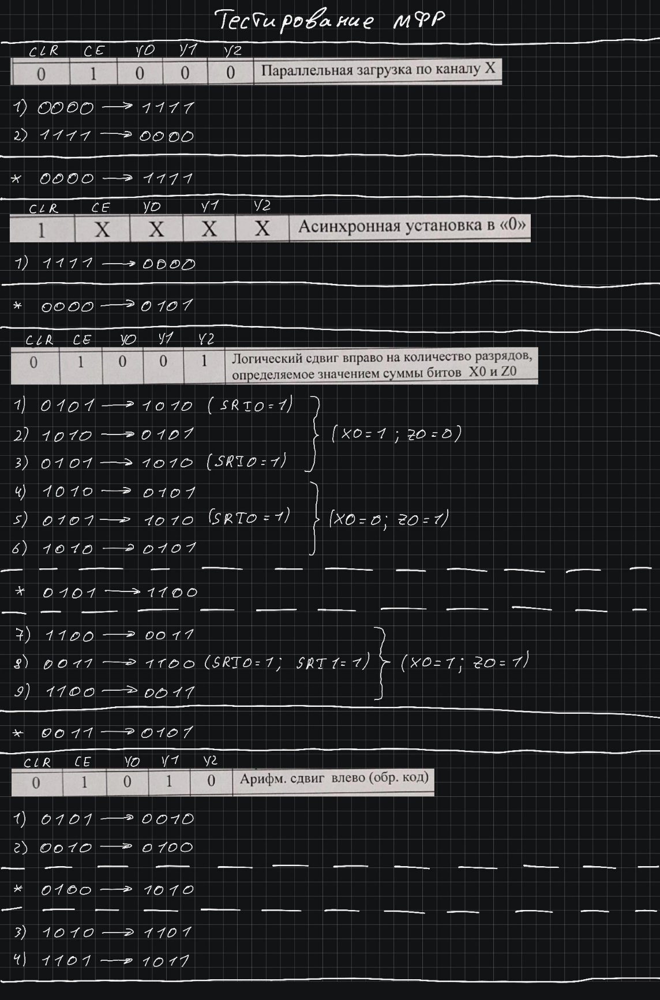 Тестирование МФР
CLR CE Y0 Y1 Y2
0 1 0 0 0 Параллельная загрузка по каналу X
1) 0000 → 1111
2) 1111 → 0000
* 0000 → 1111
CLR CE Y0 Y1 Y2
1 X X X X Асинхронная установка в «0»
1) 1111 → 0000
* 0000 → 0101
CLR CE Y0 Y1 Y2
0 1 0 0 1 Логический сдвиг вправо на количество разрядов,
определяемое значением суммы битов X0 и Z0
1) 0101 → 1010 (SRI0=1)
2) 1010 → 0101 (X0=1; Z0=0)
3) 0101 → 1010 (SRI0=1)
4) 1010 → 0101
5) 0101 → 1010 (SRI0=1) (X0=0; Z0=1)
6) 1010 → 0101
* 0101 → 1100
7) 1100 → 0011
8) 0011 → 1100 (SRI0=1; SRI1=1) (X0=1; Z0=1)
9) 1100 → 0011
* 0011 → 0101
CLR CE Y0 Y1 Y2
0 1 0 1 0 Арифм. сдвиг влево (обр. код)
1) 0101 → 0010
2) 0010 → 0100
* 0100 → 1010
3) 1010 → 1101
4) 1101 → 1011